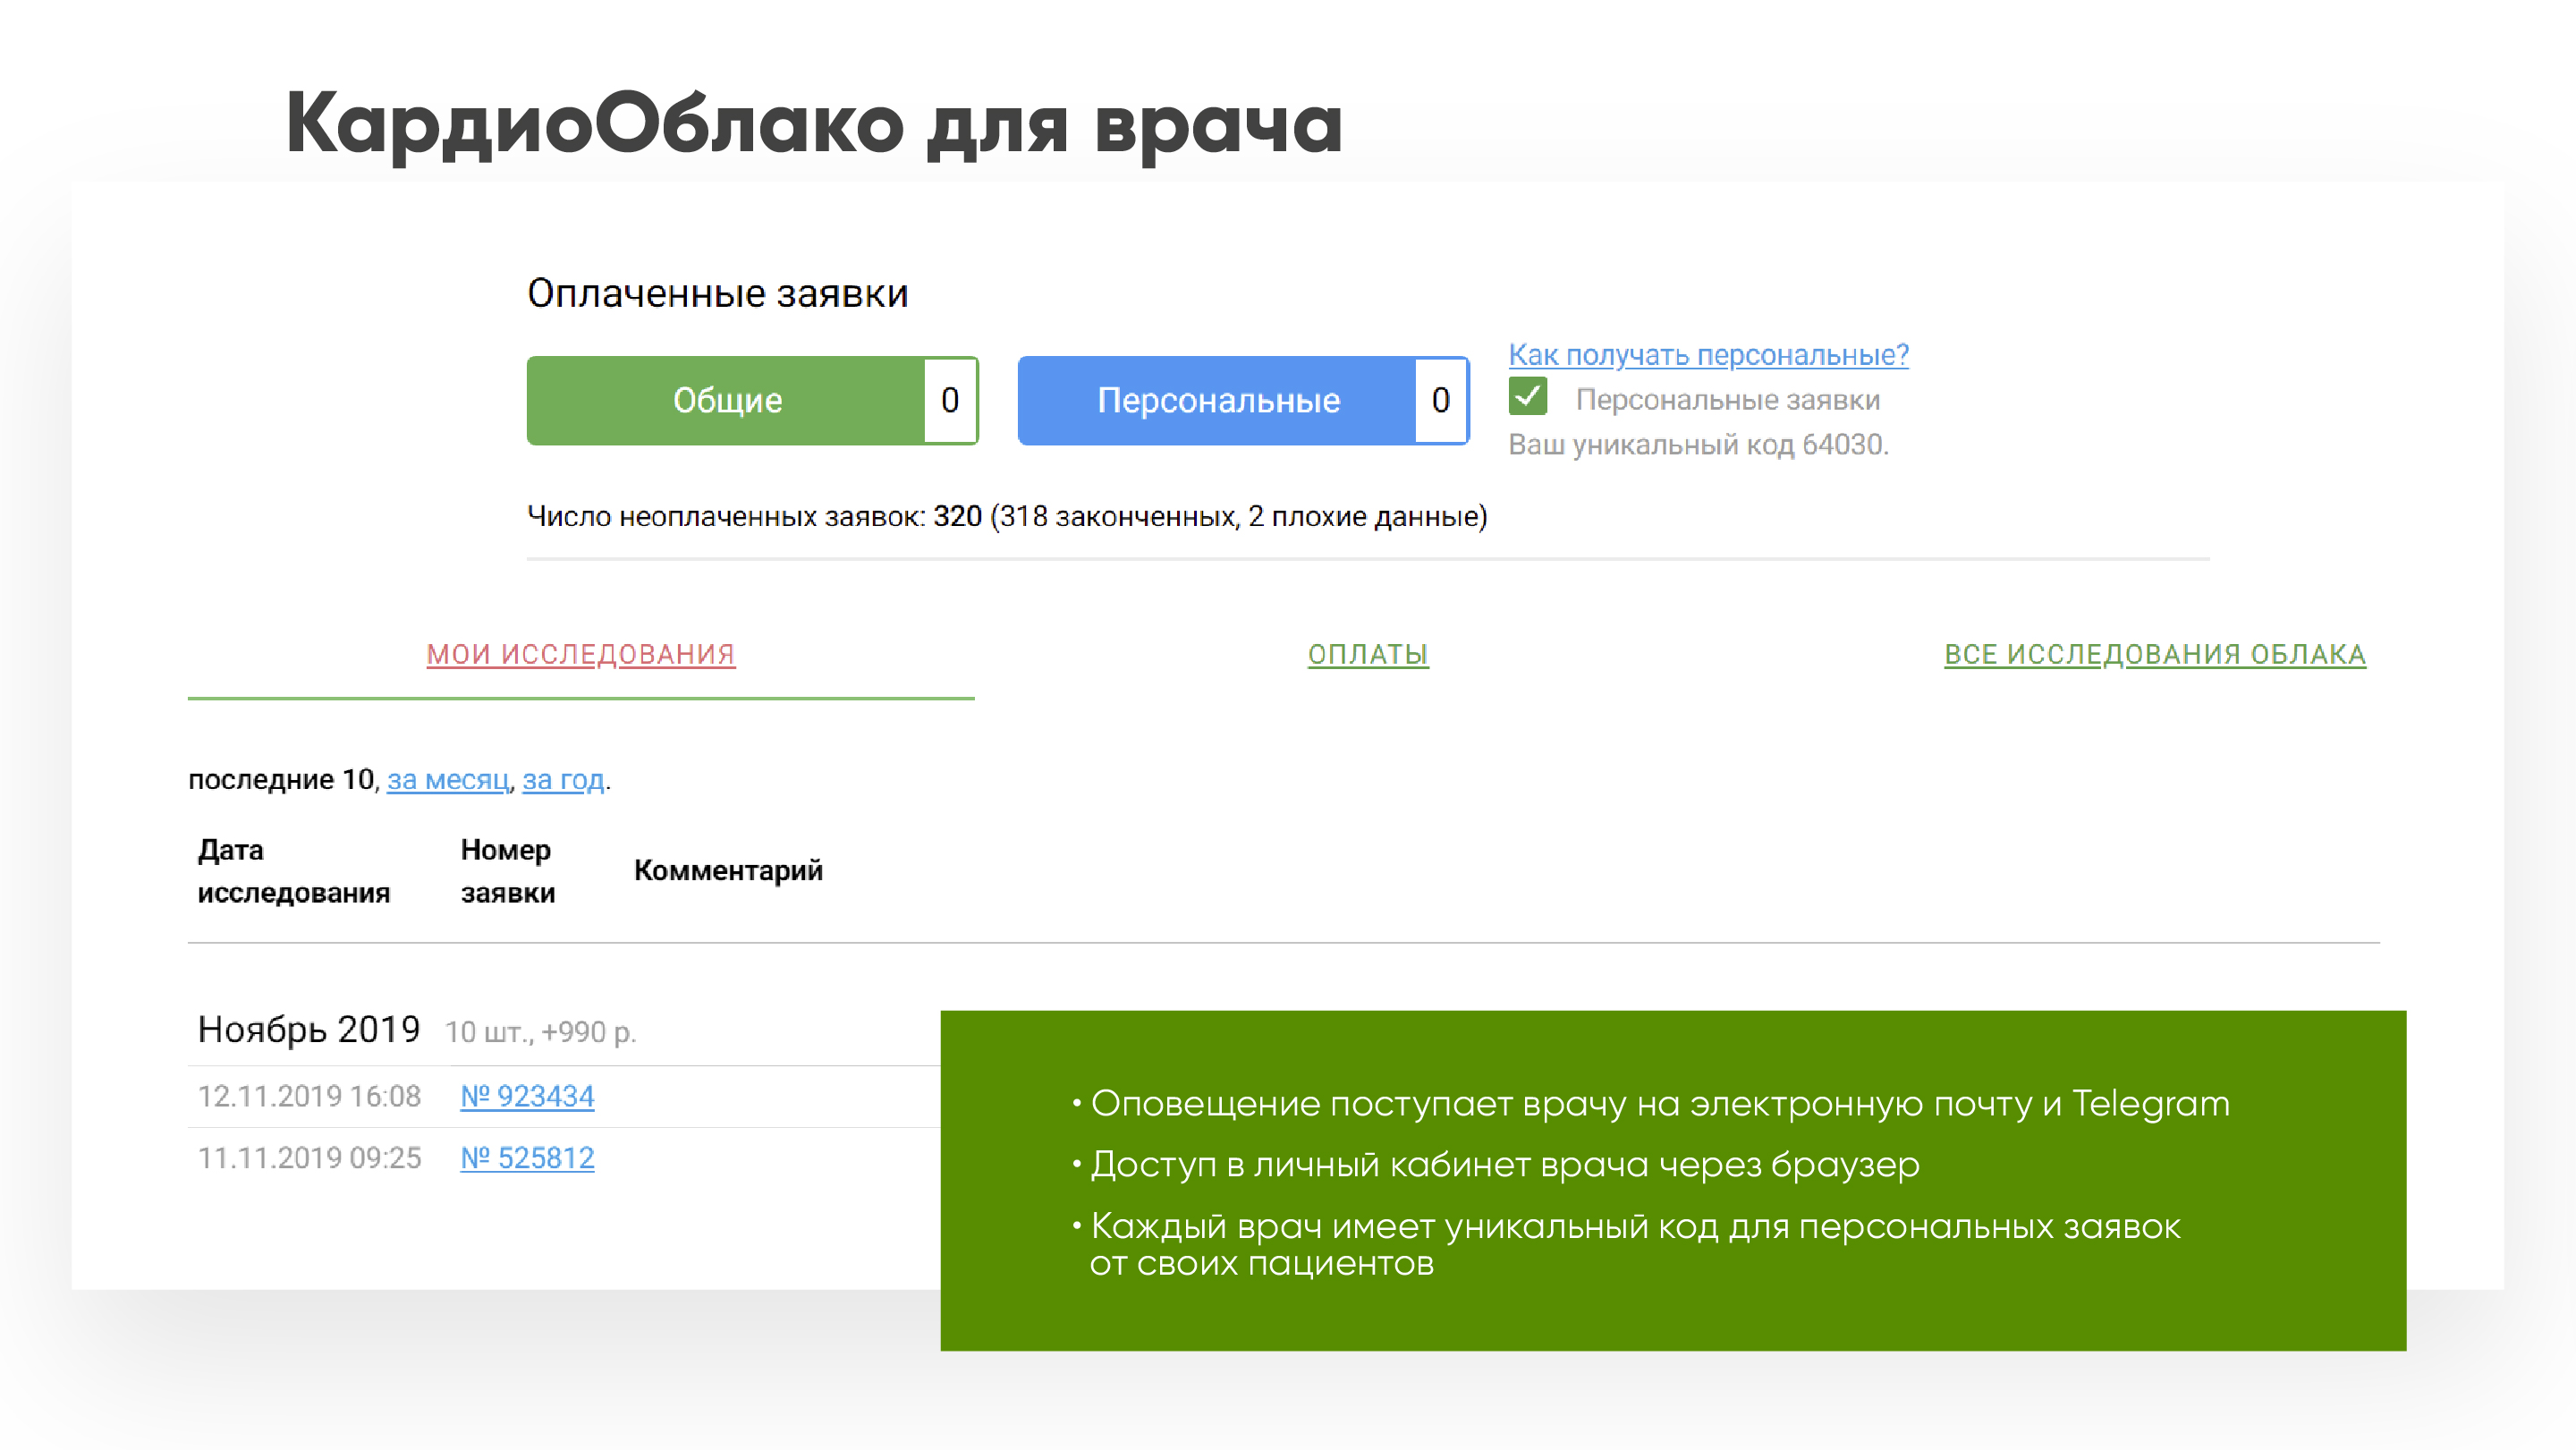 КардиоОблако для врача
Оплаченные заявки
Общие 0 Персональные 0
Как получать персональные?
Персональные заявки
Ваш уникальный код 64030.
Число неоплаченных заявок: 320 (318 законченных, 2 плохие данные)
МОИ ИССЛЕДОВАНИЯ ОПЛАТЫ ВСЕ ИССЛЕДОВАНИЯ ОБЛАКА
последние 10, за месяц, за год.
Дата исследования Номер заявки Комментарий
Ноябрь 2019 10 шт., +990 р.
12.11.2019 16:08 № 923434
11.11.2019 09:25 № 525812
• Оповещение поступает врачу на электронную почту и Telegram
• Доступ в личный кабинет врача через браузер
• Каждый врач имеет уникальный код для персональных заявок
от своих пациентов